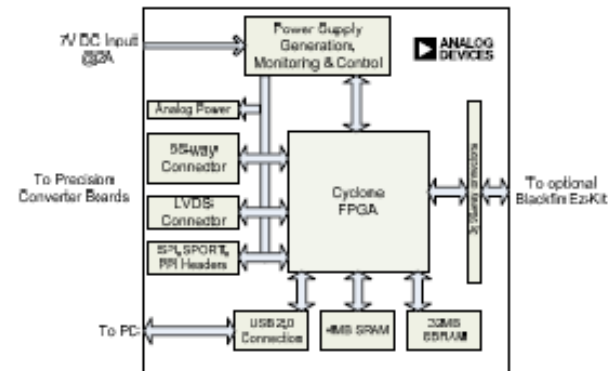 7V DC Input
@2A
Power Supply
Generation,
Monitoring & Control
ANALOG
DEVICES
Analog Power
Connector
Cyclone
FPGA
To Precision
Converter Boards
LVDS
Connector
SPI, SPORT,
PPI Headers
To optional
Blackfin Ez-Kit
To PC
USB 2.0
Connection
4MB SRAM
32MB
SDRAM